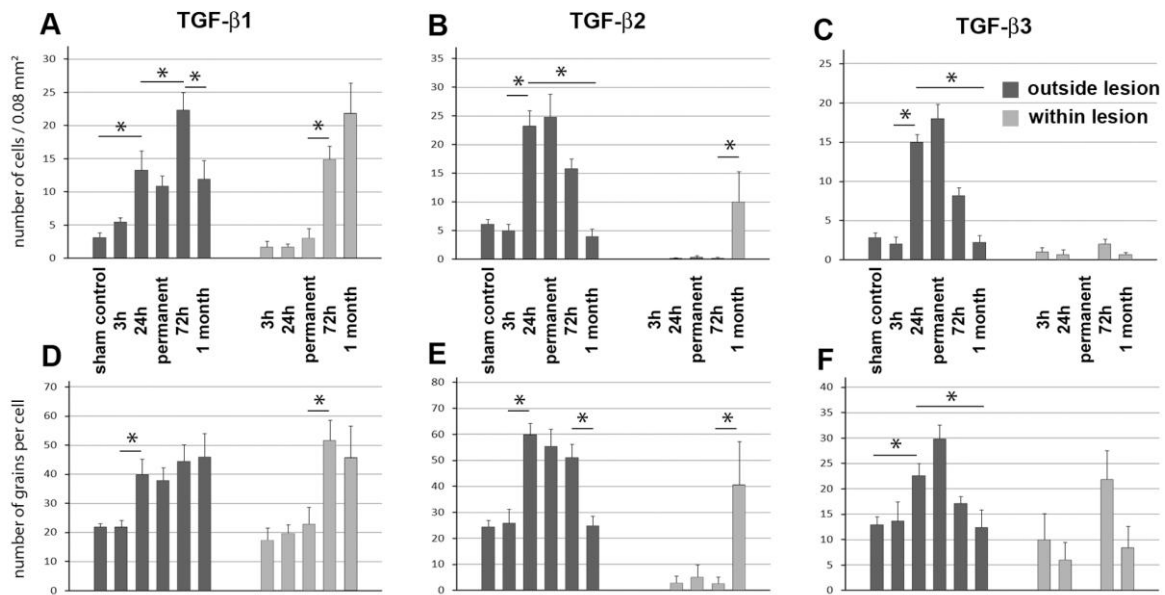 A TGF-β1
B TGF-β2
C TGF-β3
number of cells / 0.08 mm²
30
25
20
15
10
5
0
* * * *
35
30
25
20
15
10
5
0
* * *
25
20
15
10
5
0
* *
outside lesion
within lesion
sham control
3h
24h
permanent
72h
1 month
3h
24h
permanent
72h
1 month
sham control
3h
24h
permanent
72h
1 month
3h
24h
permanent
72h
1 month
sham control
3h
24h
permanent
72h
1 month
3h
24h
permanent
72h
1 month
D
E
F
number of grains per cell
70
60
50
40
30
20
10
0
* *
80
70
60
50
40
30
20
10
0
* * *
40
35
30
25
20
15
10
5
0
* *